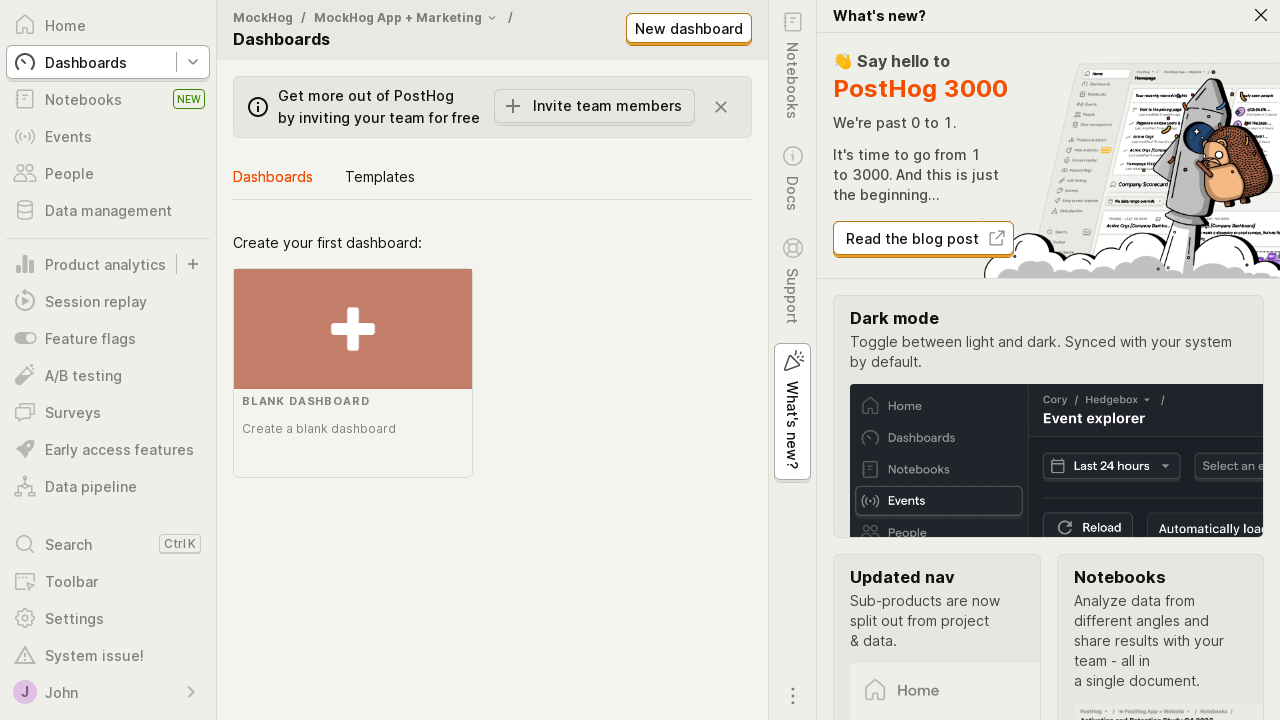 Home
Dashboards
Notebooks
NEW
Events
People
Data management
Product analytics
Session replay
Feature flags
A/B testing
Surveys
Early access features
Data pipeline
Search
Ctrl K
Toolbar
Settings
System issue!
J
John
MockHog / MockHog App + Marketing /
Dashboards
New dashboard
Get more out of PostHog
by inviting your team for free
Invite team members
Dashboards
Templates
Create your first dashboard:
BLANK DASHBOARD
Create a blank dashboard
Notebooks
Docs
Support
What's new?
What's new?
👋 Say hello to
PostHog 3000
We're past 0 to 1.
It's time to go from 1
to 3000. And this is just
the beginning...
Read the blog post
Dark mode
Toggle between light and dark. Synced with your system
by default.
Home
Dashboards
Notebooks
Events
People
Cory / Hedgebox /
Event explorer
Last 24 hours
Select an e
Reload
Automatically load
Updated nav
Sub-products are now
split out from project
& data.
Home
Notebooks
Analyze data from
different angles and
share results with your
team - all in
a single document.